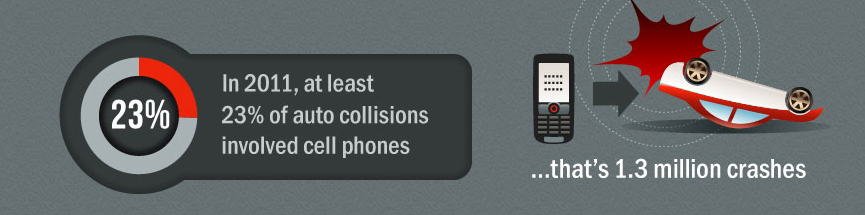 23%
In 2011, at least
23% of auto collisions
involved cell phones
...that's 1.3 million crashes